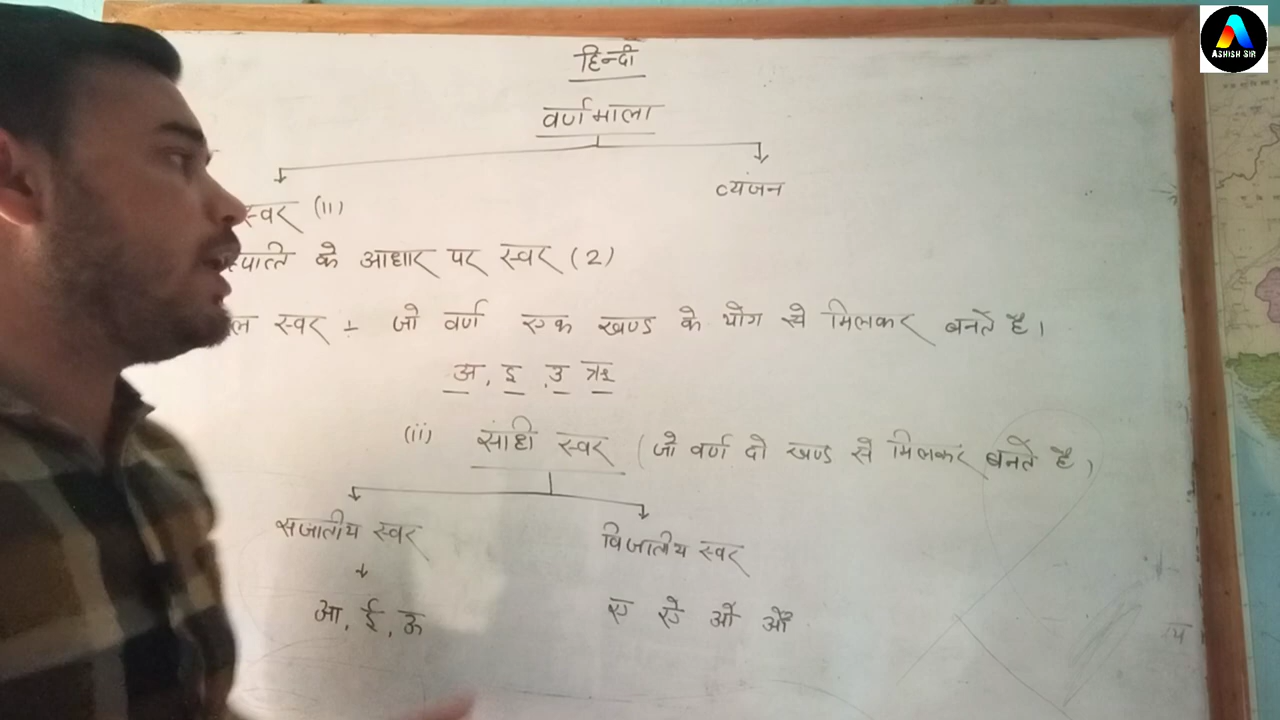 ASHISH SIR
हिन्दी
वर्णमाला
स्वर (11)
व्यंजन
के आधार पर स्वर (2)
स्वर :- जो वर्ण एक खण्ड के योग से मिलकर बनते है।
अ, इ, उ ऋ
(ii) संधि स्वर (जो वर्ण दो खण्ड से मिलकर बनते है)
सजातीय स्वर
विजातीय स्वर
आ, ई, ऊ
ए ऐ ओ औ